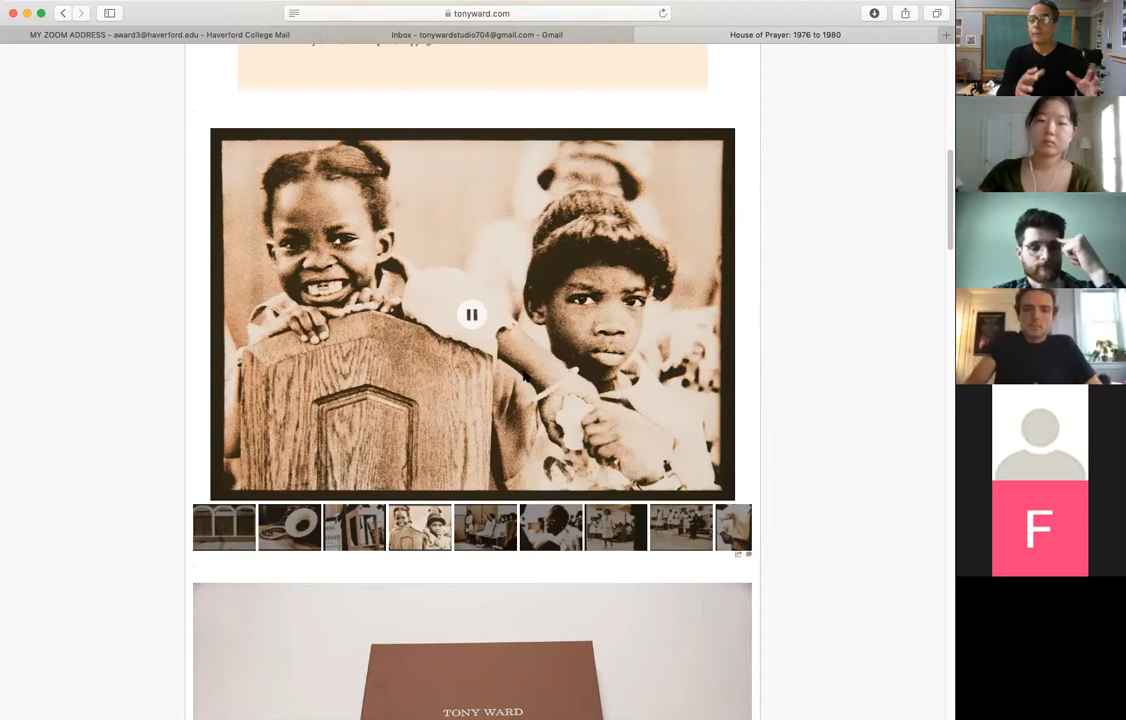 tonyward.com
MY ZOOM ADDRESS - award3@haverford.edu - Haverford College Mail
Inbox - tonywardstudio704@gmail.com - Gmail
House of Prayer: 1976 to 1980
TONY WARD
F